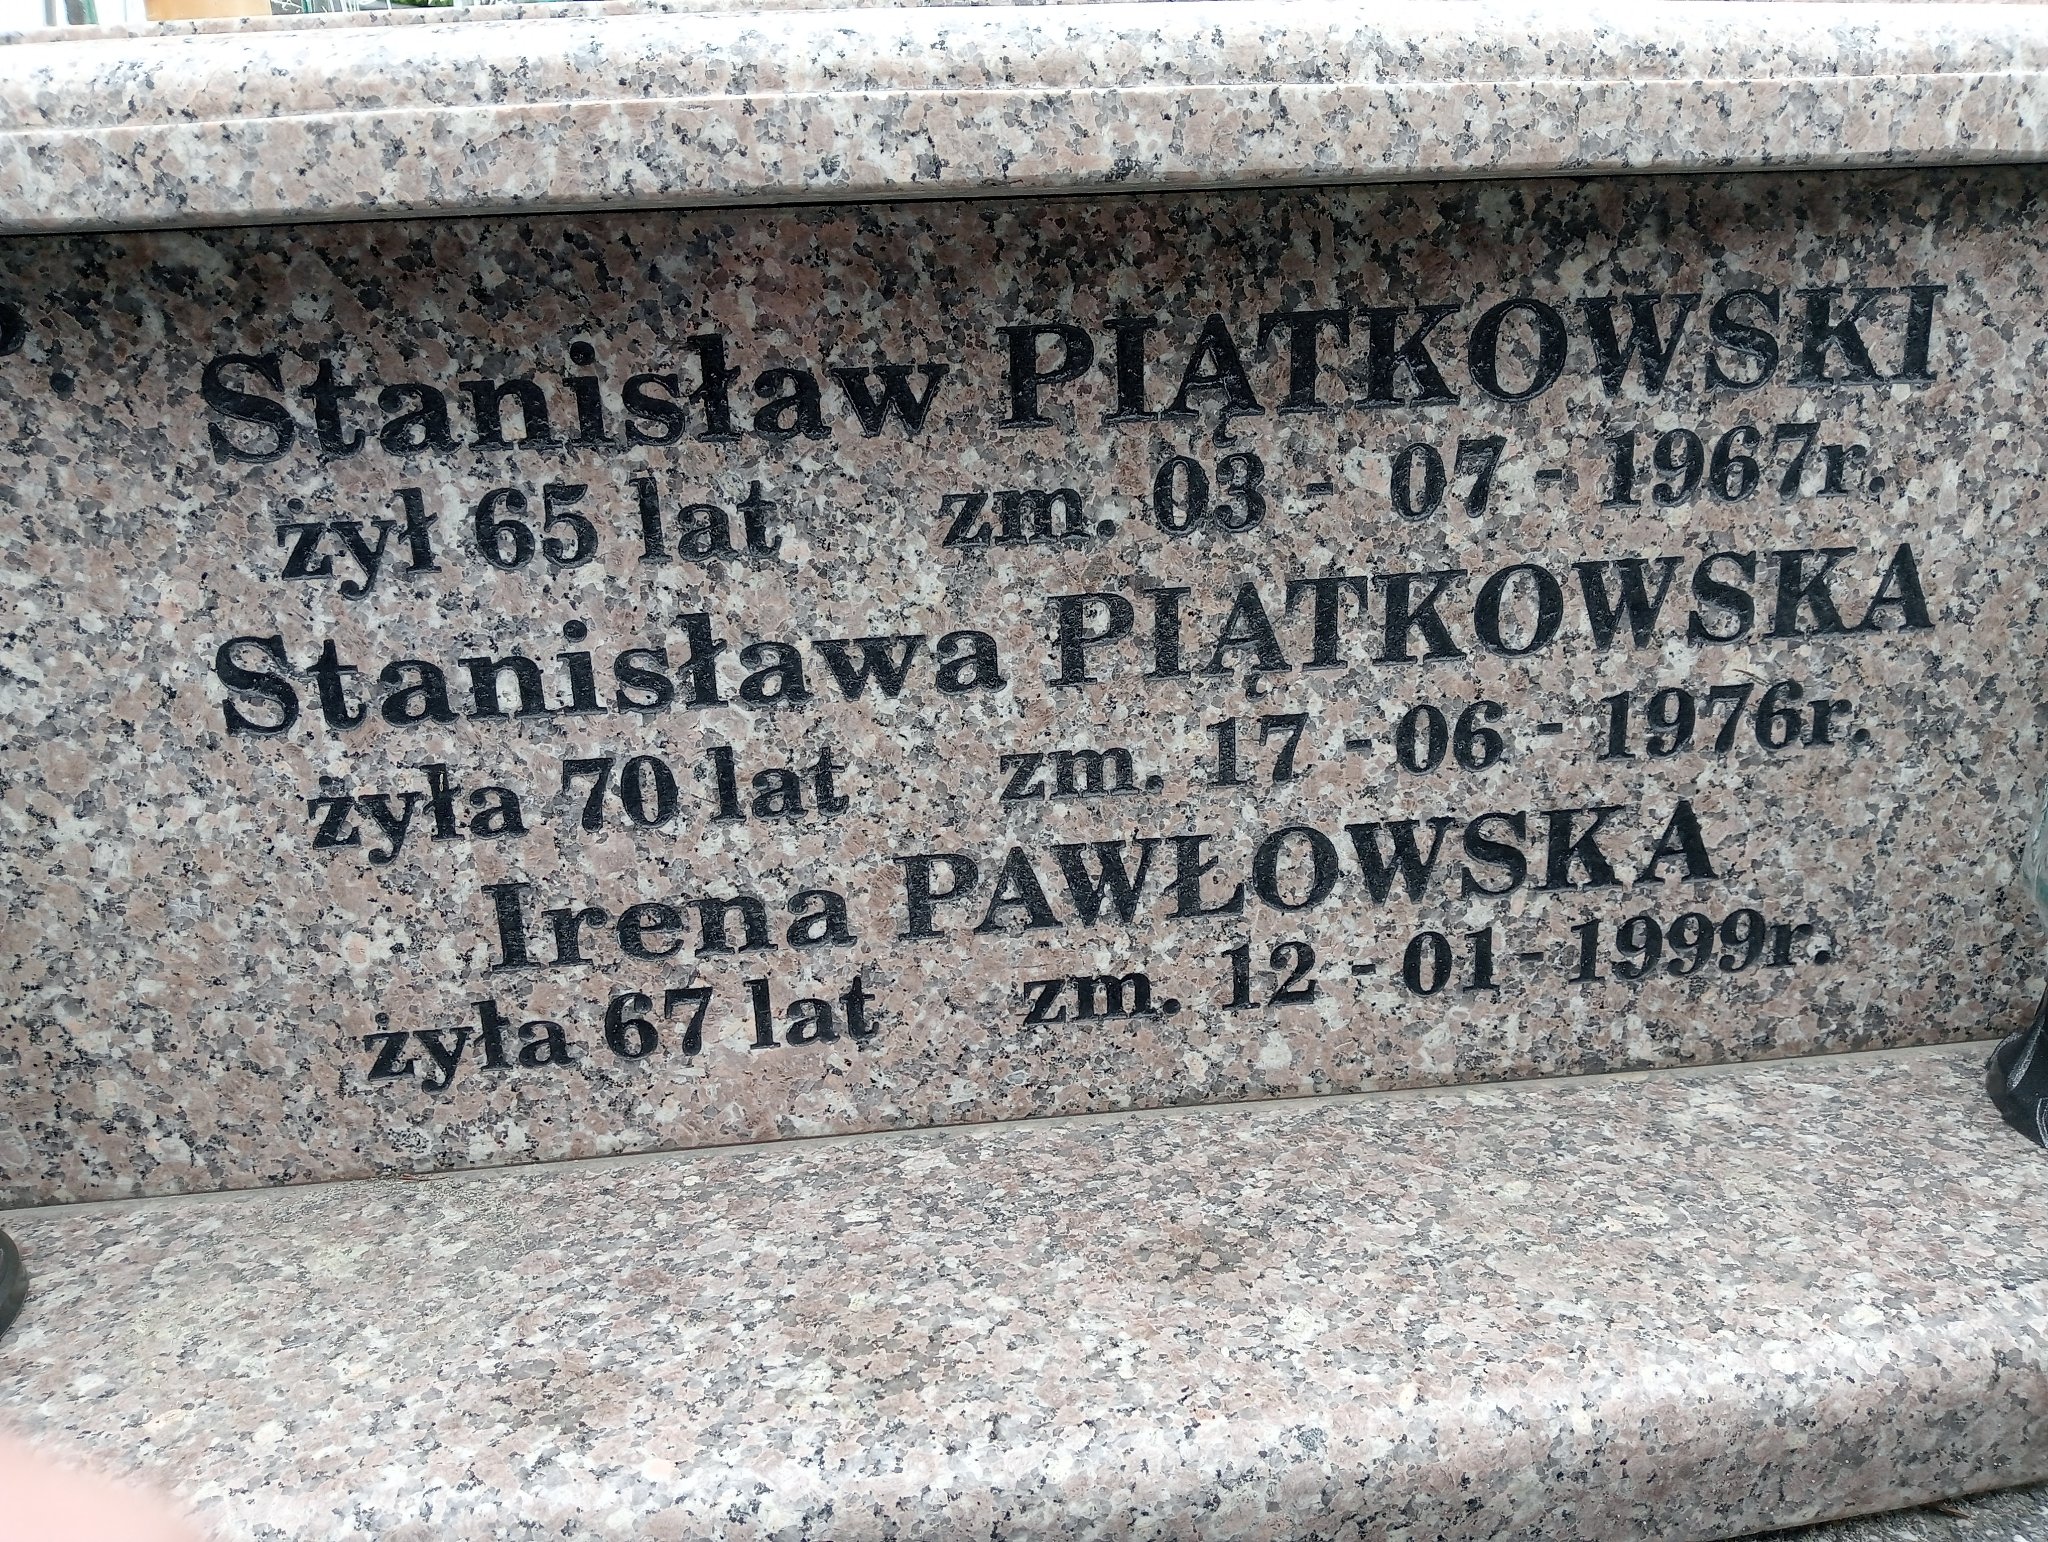 Stanisław PIĄTKOWSKI
żył 65 lat zm. 03 - 07 - 1967r.
Stanisława PIĄTKOWSKA
żyła 70 lat zm. 17 - 06 - 1976r.
Irena PAWŁOWSKA
żyła 67 lat zm. 12 - 01 - 1999r.